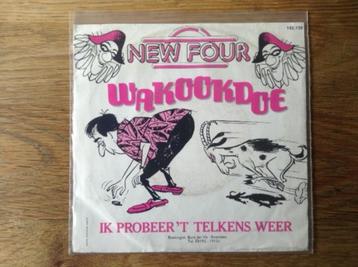 NEW FOUR
WAKOOKDOE
IK PROBEER 'T TELKENS WEER